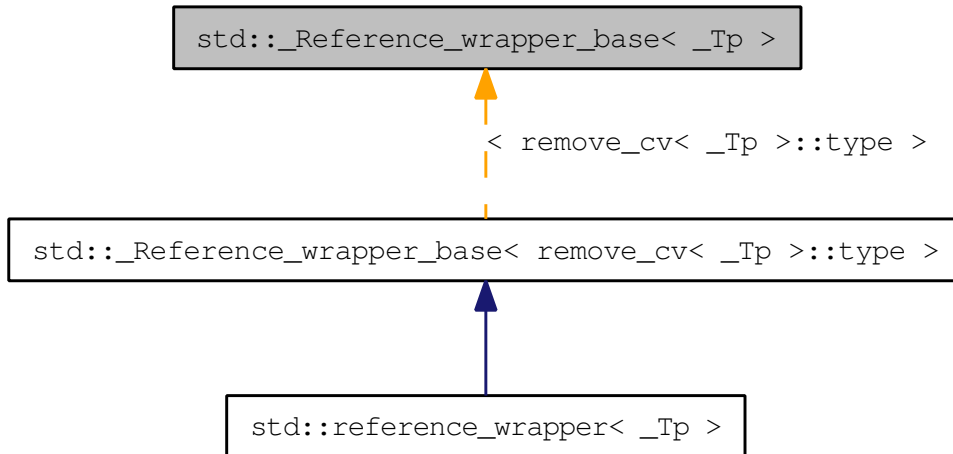 std::_Reference_wrapper_base< _Tp >
< remove_cv< _Tp >::type >
std::_Reference_wrapper_base< remove_cv< _Tp >::type >
std::reference_wrapper< _Tp >